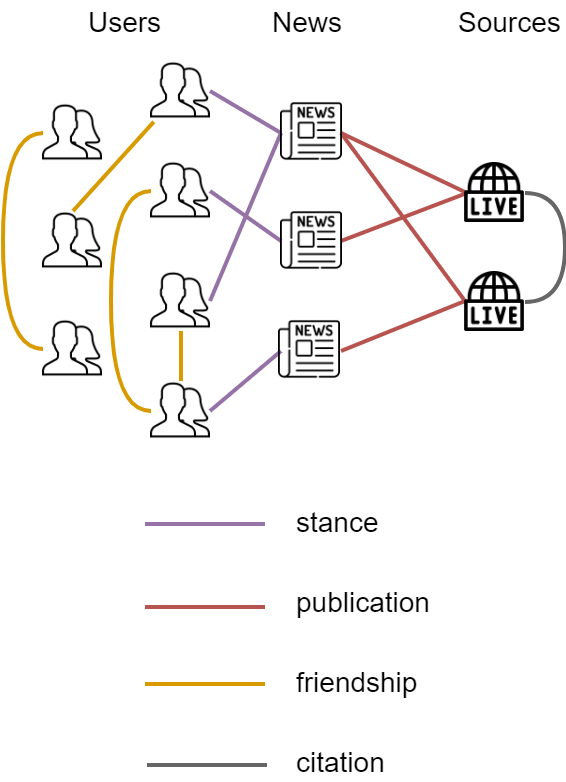 Users News Sources
NEWS
NEWS
LIVE
NEWS
LIVE
stance
publication
friendship
citation